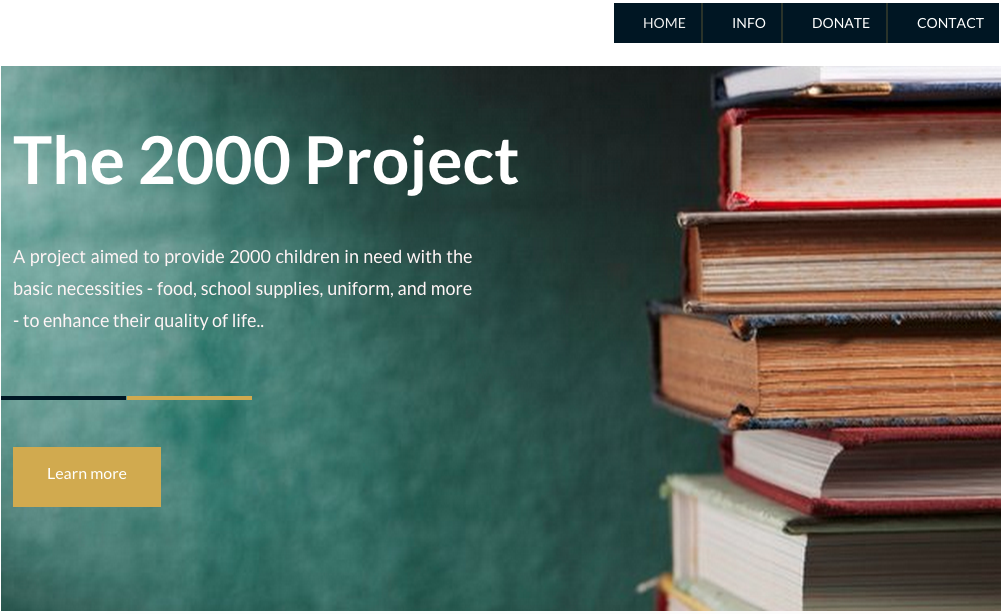 HOME INFO DONATE CONTACT
The 2000 Project
A project aimed to provide 2000 children in need with the
basic necessities - food, school supplies, uniform, and more
- to enhance their quality of life..
Learn more